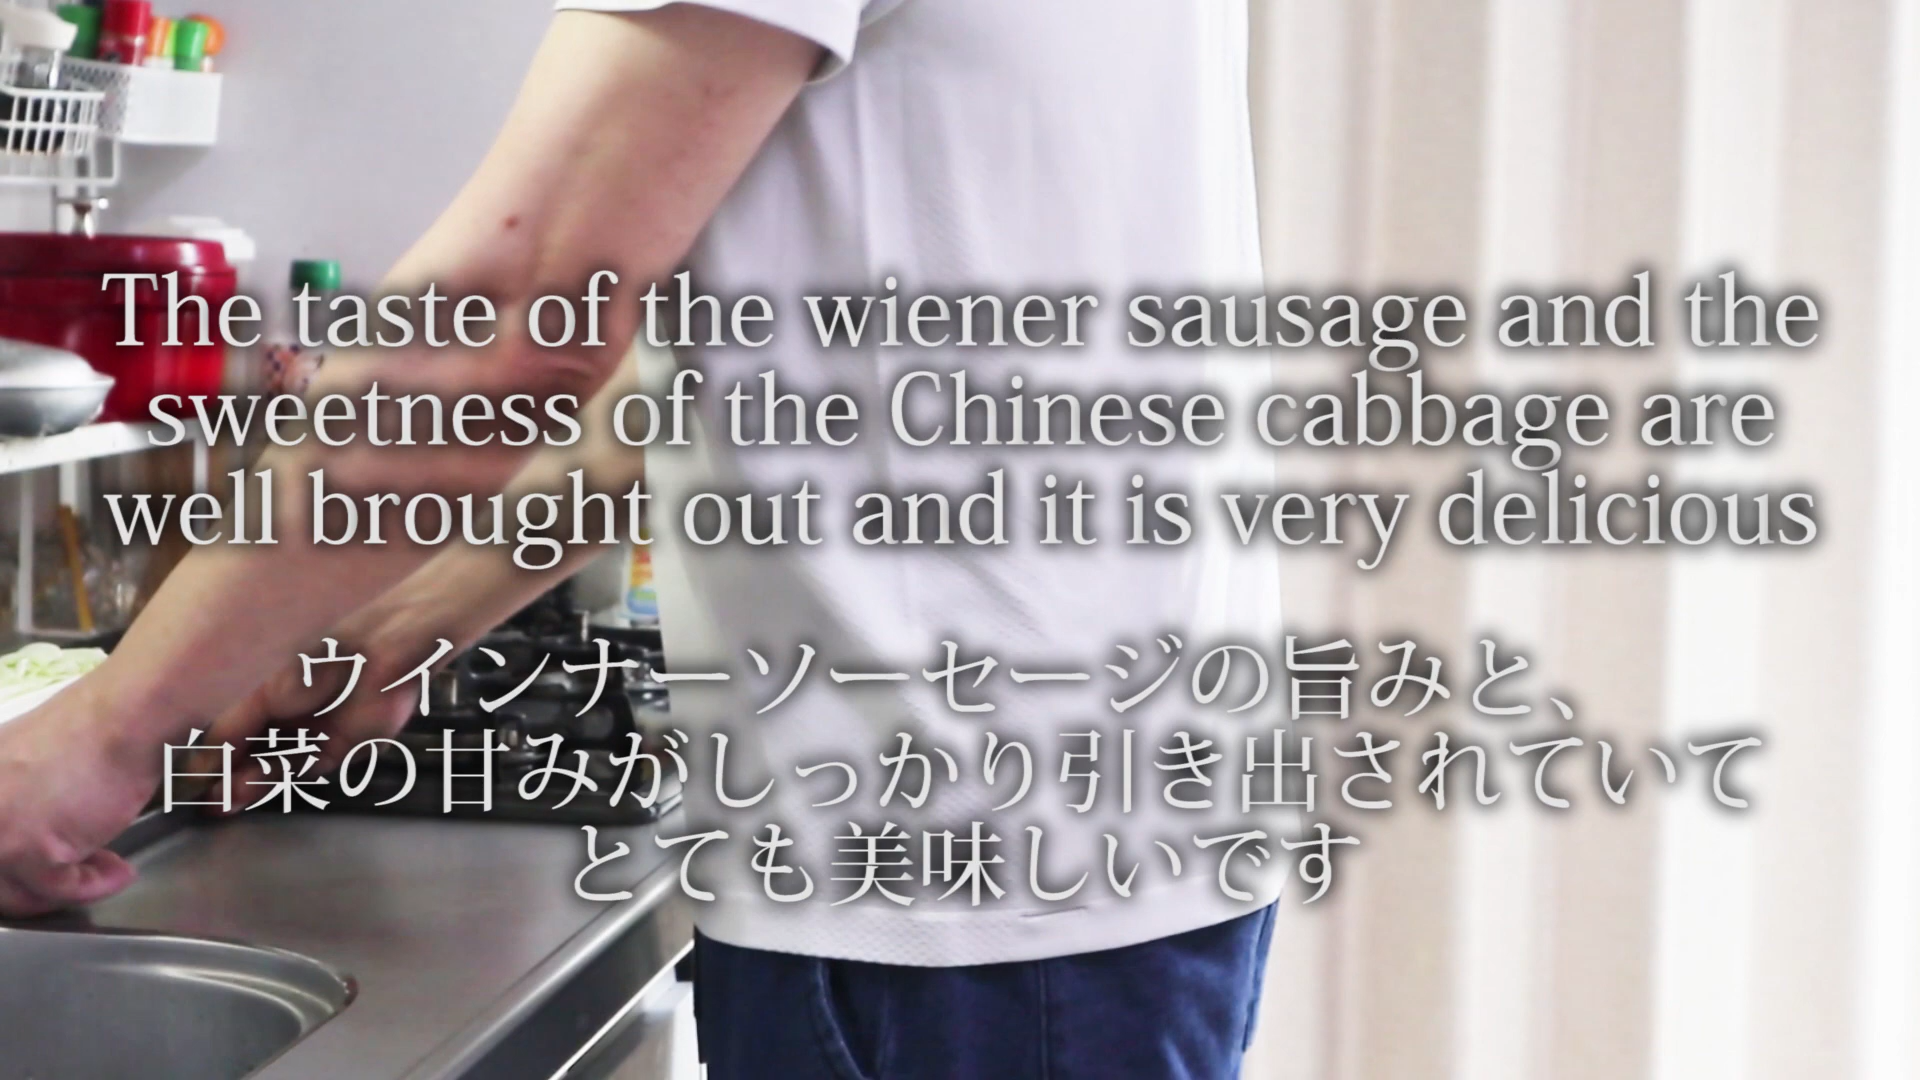 The taste of the wiener sausage and the
sweetness of the Chinese cabbage are
well brought out and it is very delicious
ウインナーソーセージの旨みと、
白菜の甘みがしっかり引き出されていて
とても美味しいです